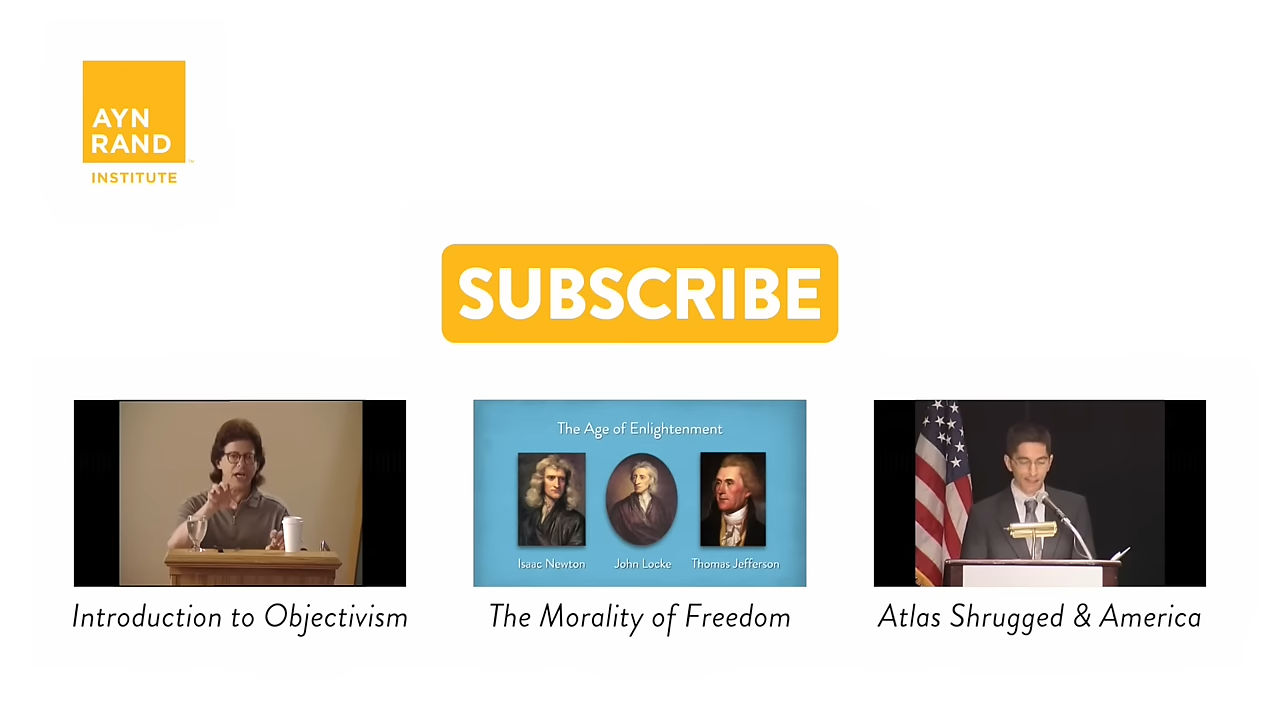 AYN
RAND
INSTITUTE
SUBSCRIBE
The Age of Enlightenment
Isaac Newton
John Locke
Thomas Jefferson
Introduction to Objectivism
The Morality of Freedom
Atlas Shrugged & America